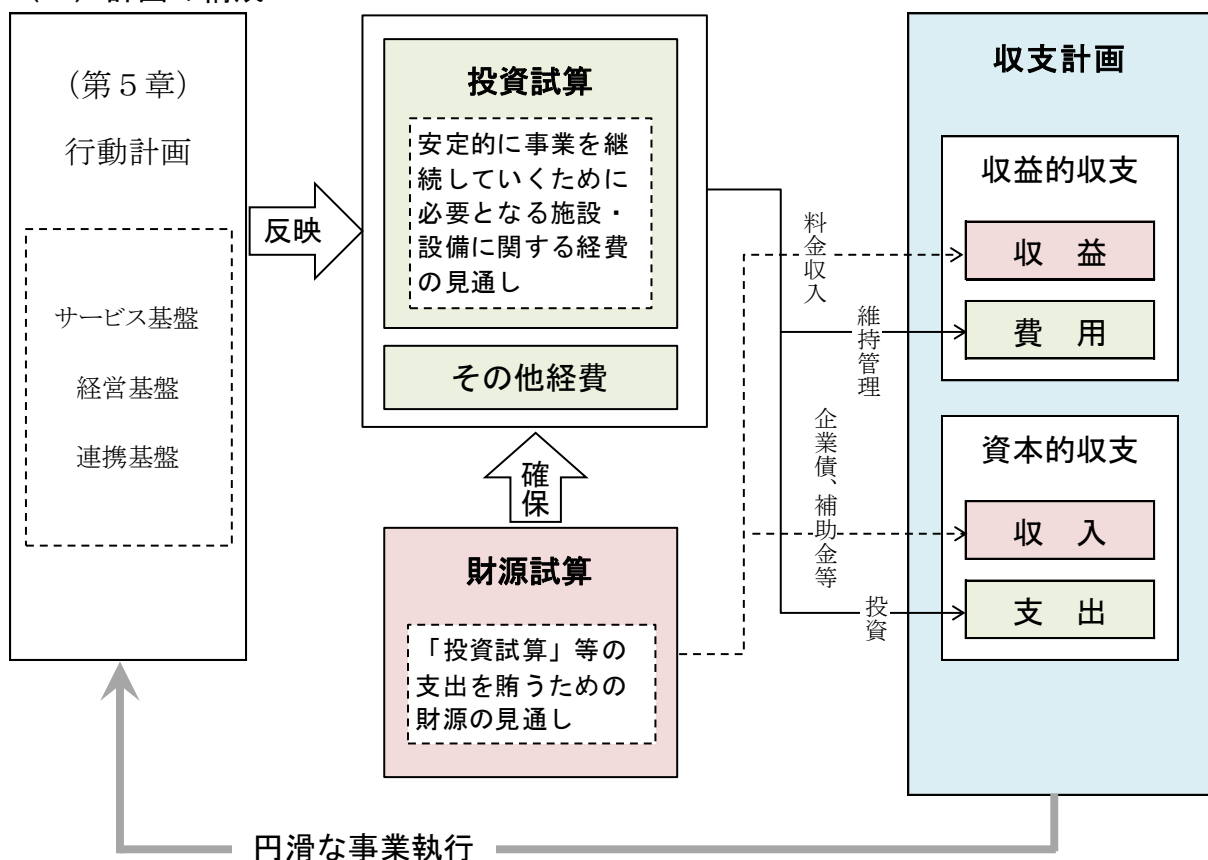 （第５章）
行動計画
サービス基盤
経営基盤
連携基盤
反映
投資試算
安定的に事業を継
続していくために
必要となる施設・
設備に関する経費
の見通し
その他経費
確保
財源試算
「投資試算」等の
支出を賄うための
財源の見通し
料金収入
維持管理
企業債、補助金等
投資
収支計画
収益的収支
収　益
費　用
資本的収支
収　入
支　出
円滑な事業執行